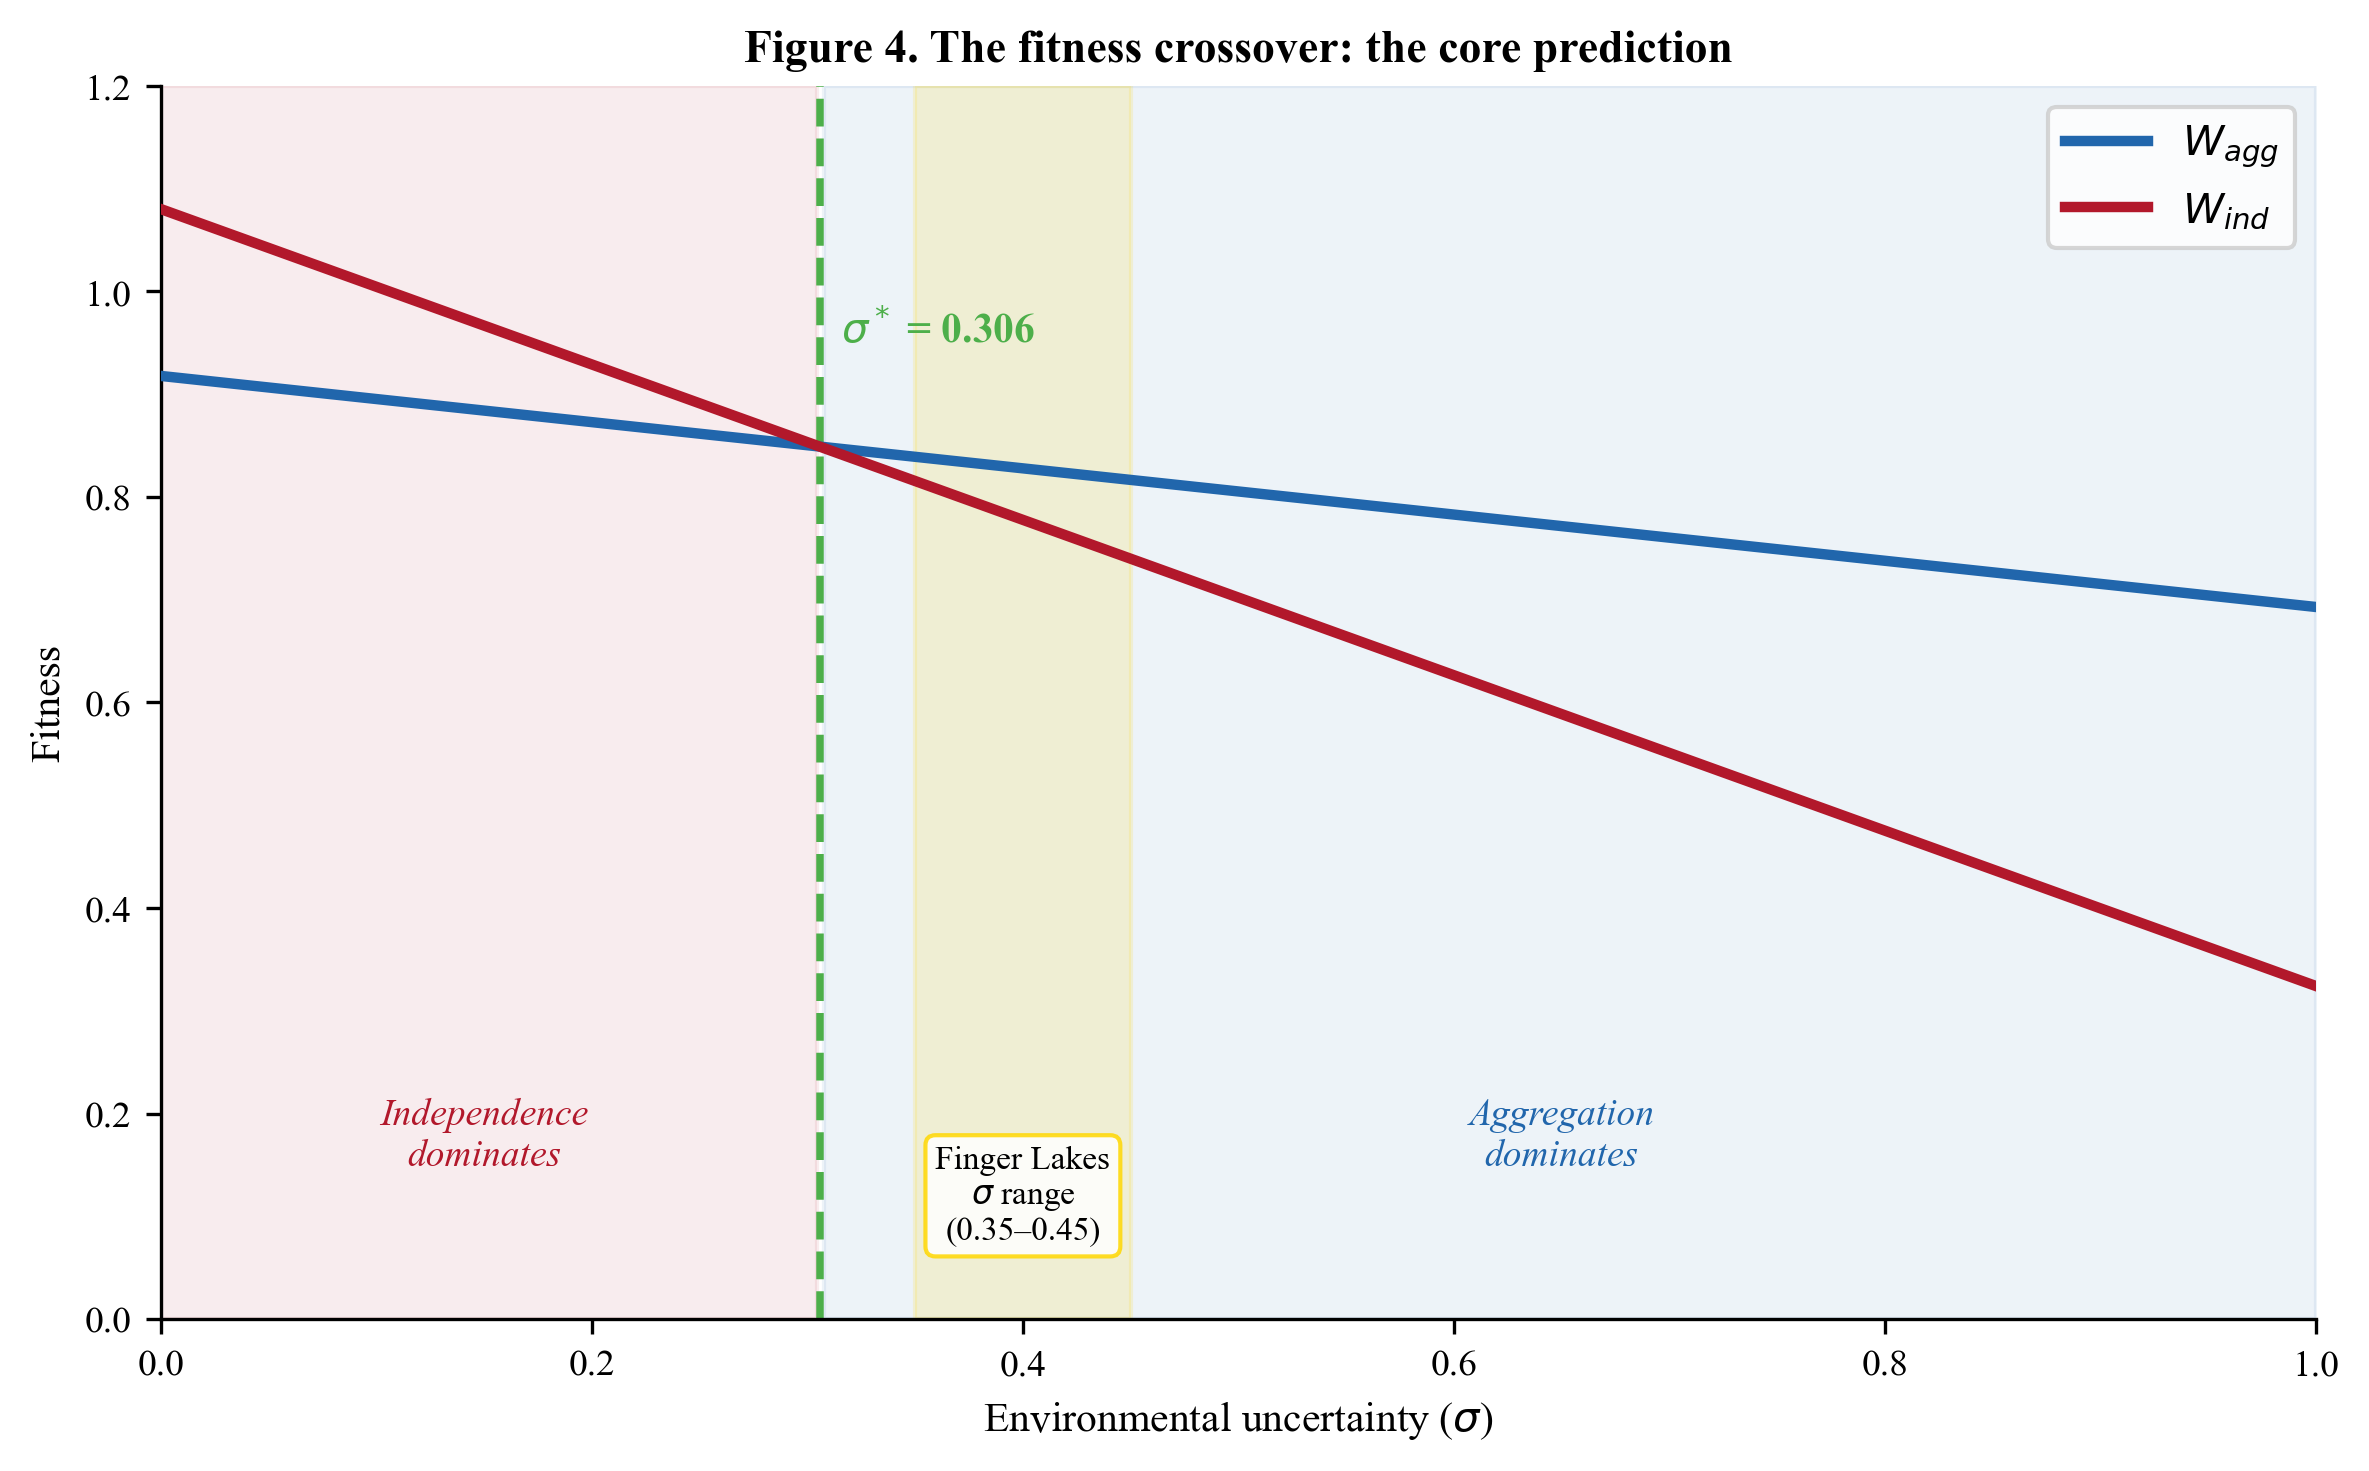 Figure 4. The fitness crossover: the core prediction
1.2
1.0
0.8
0.6
0.4
0.2
0.0
Fitness
W_agg
W_ind
σ* = 0.306
Independence
dominates
Finger Lakes
σ range
(0.35–0.45)
Aggregation
dominates
0.0
0.2
0.4
0.6
0.8
1.0
Environmental uncertainty (σ)